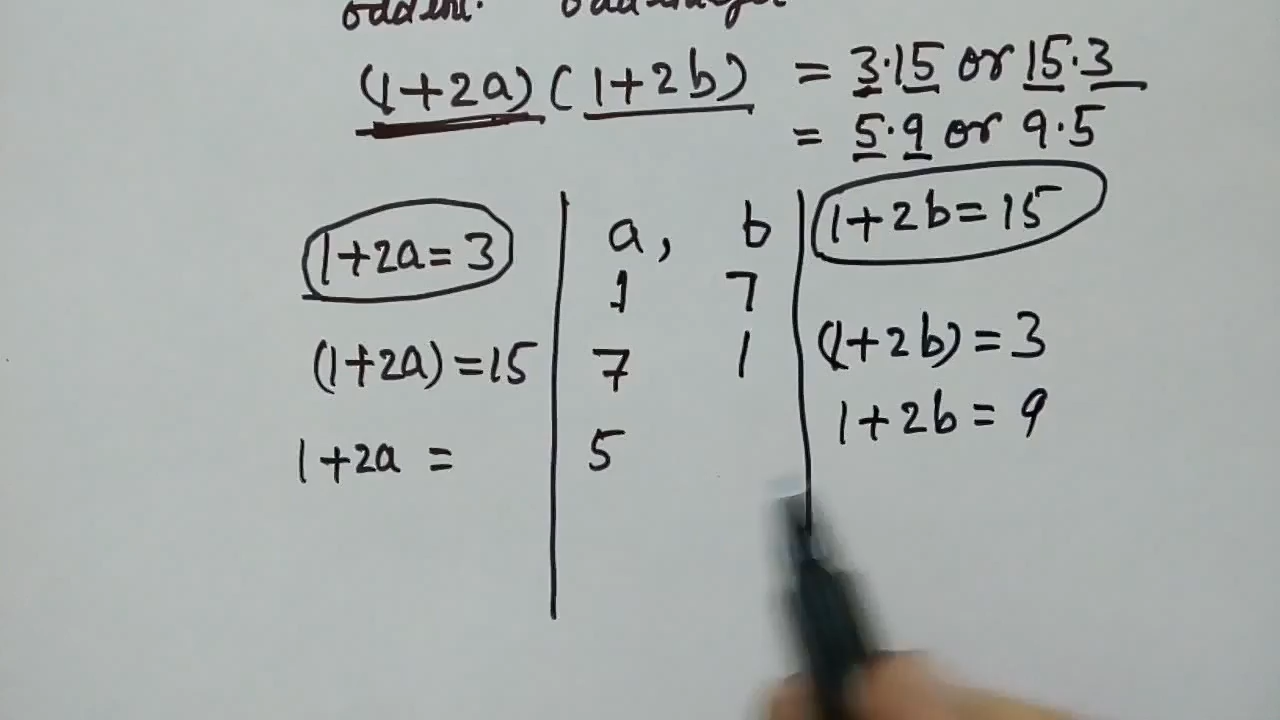 (1+2a)(1+2b) = 3·15 or 15·3
= 5·9 or 9·5
1+2a=3 a, b 1+2b=15
1 7
(1+2a)=15 7 1 (1+2b)=3
1+2a = 5 1+2b = 9